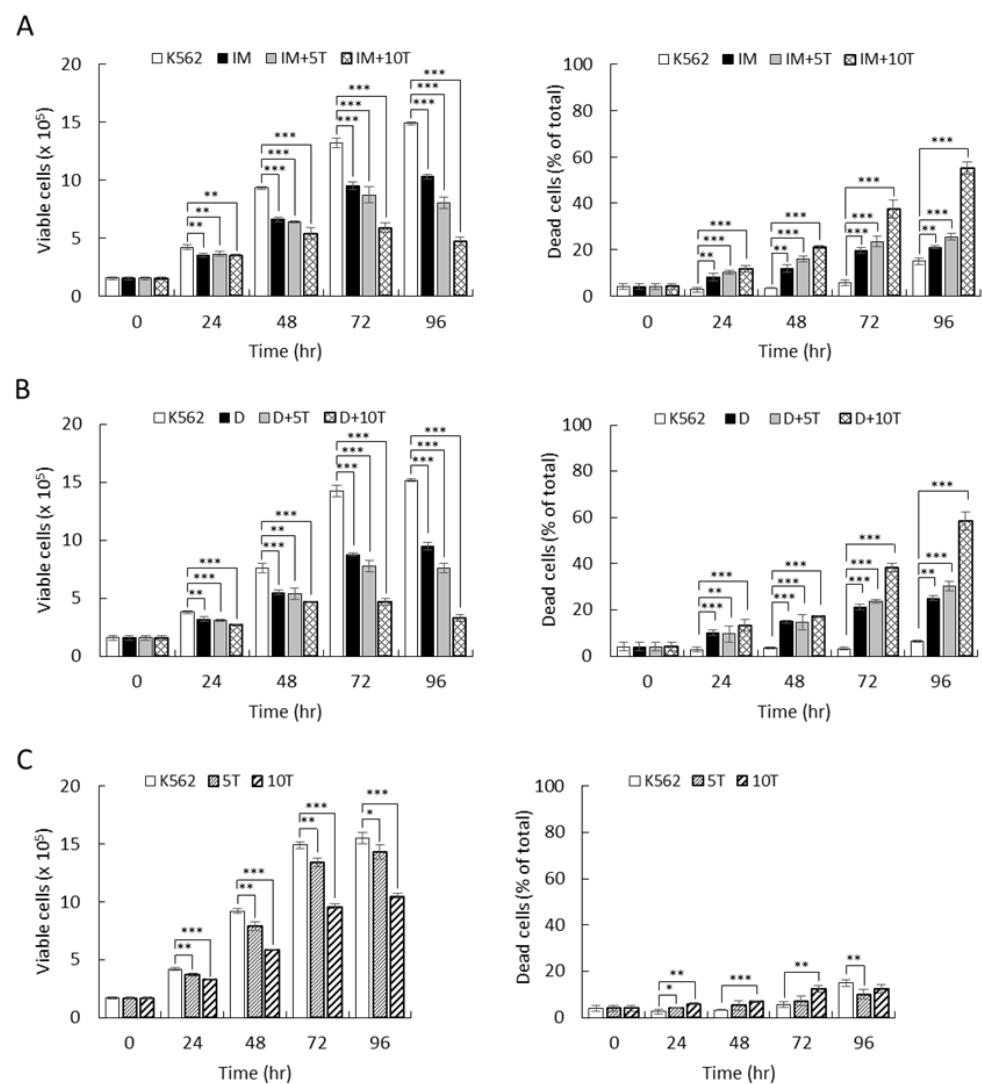 A
K562 IM IM+5T IM+10T
Viable cells (x 10⁵)
20
15
10
5
0
** ** **
*** *** ***
*** *** ***
*** *** ***
0 24 48 72 96
Time (hr)
K562 IM IM+5T IM+10T
Dead cells (% of total)
100
80
60
40
20
0
** *** ***
** *** ***
*** *** ***
** *** ***
0 24 48 72 96
Time (hr)
B
K562 D D+5T D+10T
Viable cells (x 10⁵)
20
15
10
5
0
** *** ***
*** ** ***
*** *** ***
*** *** ***
0 24 48 72 96
Time (hr)
K562 D D+5T D+10T
Dead cells (% of total)
100
80
60
40
20
0
*** ** ***
*** *** ***
*** *** ***
** *** ***
0 24 48 72 96
Time (hr)
C
K562 5T 10T
Viable cells (x 10⁵)
20
15
10
5
0
** ***
** ***
** ***
* ***
0 24 48 72 96
Time (hr)
K562 5T 10T
Dead cells (% of total)
100
80
60
40
20
0
* **
***
**
**
0 24 48 72 96
Time (hr)